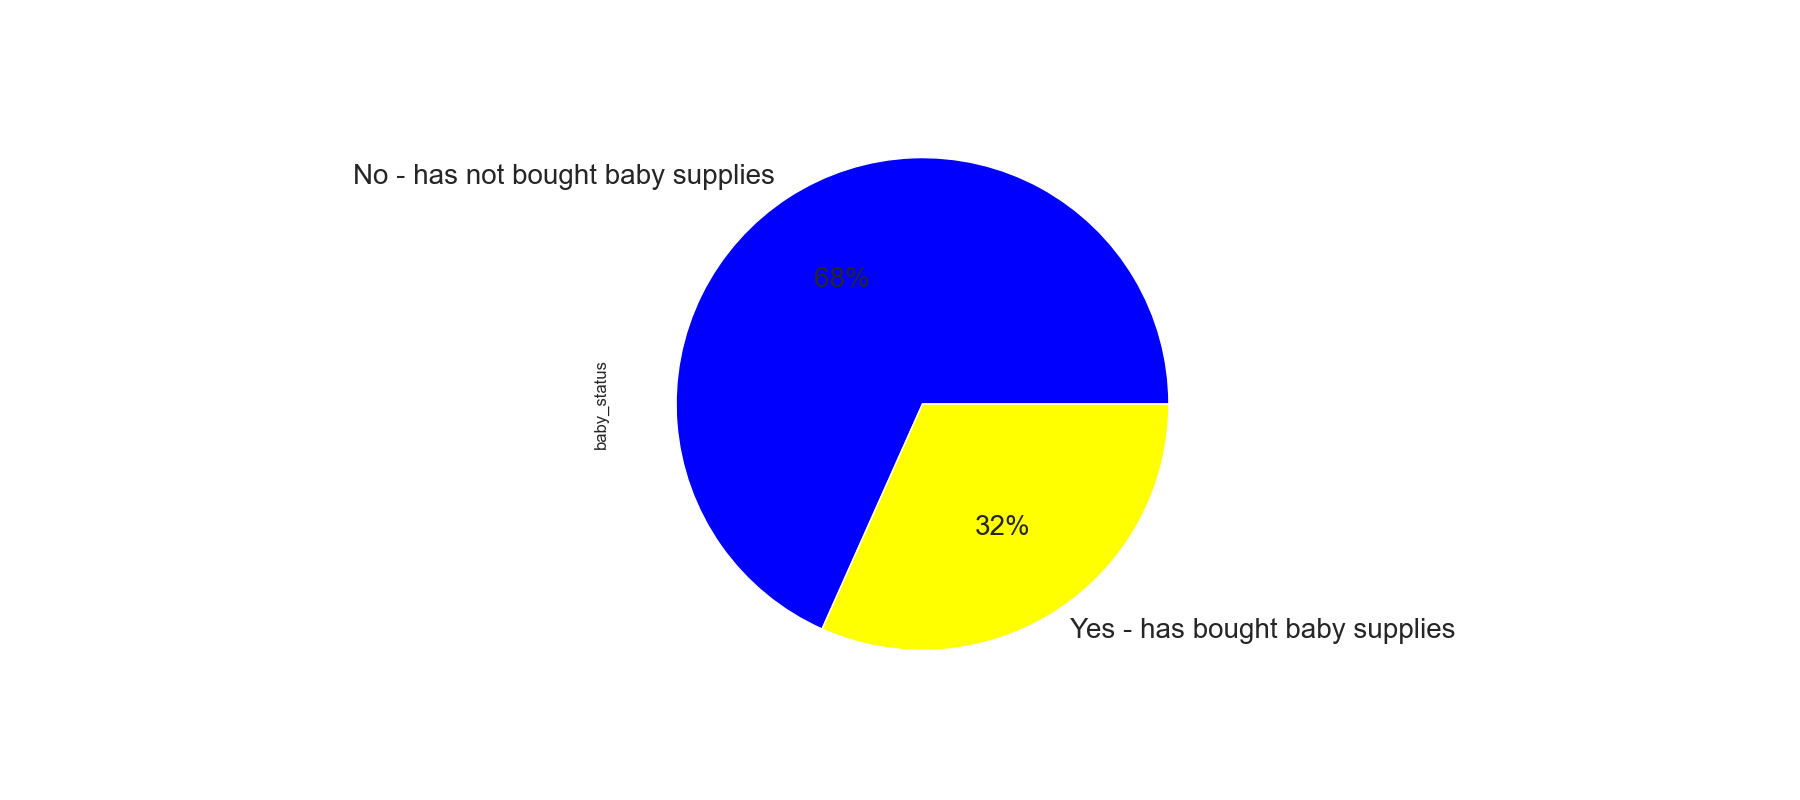 No - has not bought baby supplies
68%
baby_status
32%
Yes - has bought baby supplies